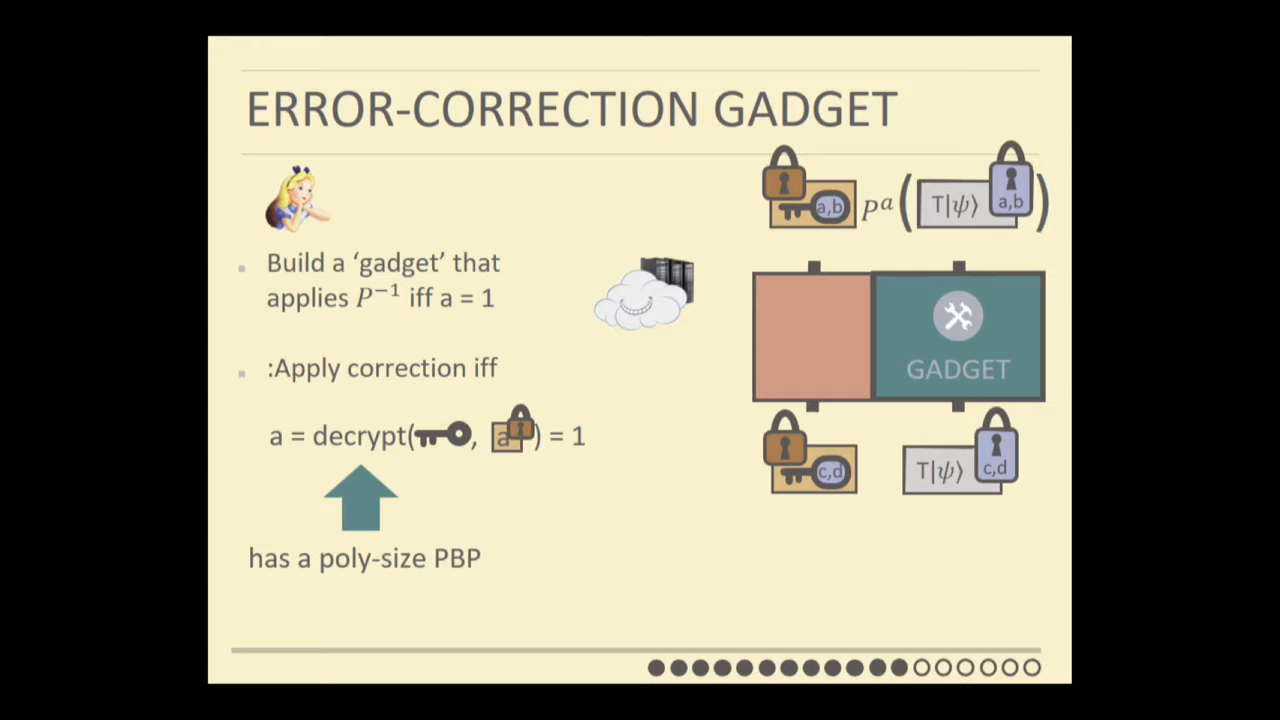 ERROR-CORRECTION GADGET
a,b
P^a ( T|ψ⟩ a,b )
Build a ‘gadget’ that
applies P^{−1} iff a = 1
GADGET
:Apply correction iff
a = decrypt( , a ) = 1
c,d
T|ψ⟩ c,d
has a poly-size PBP